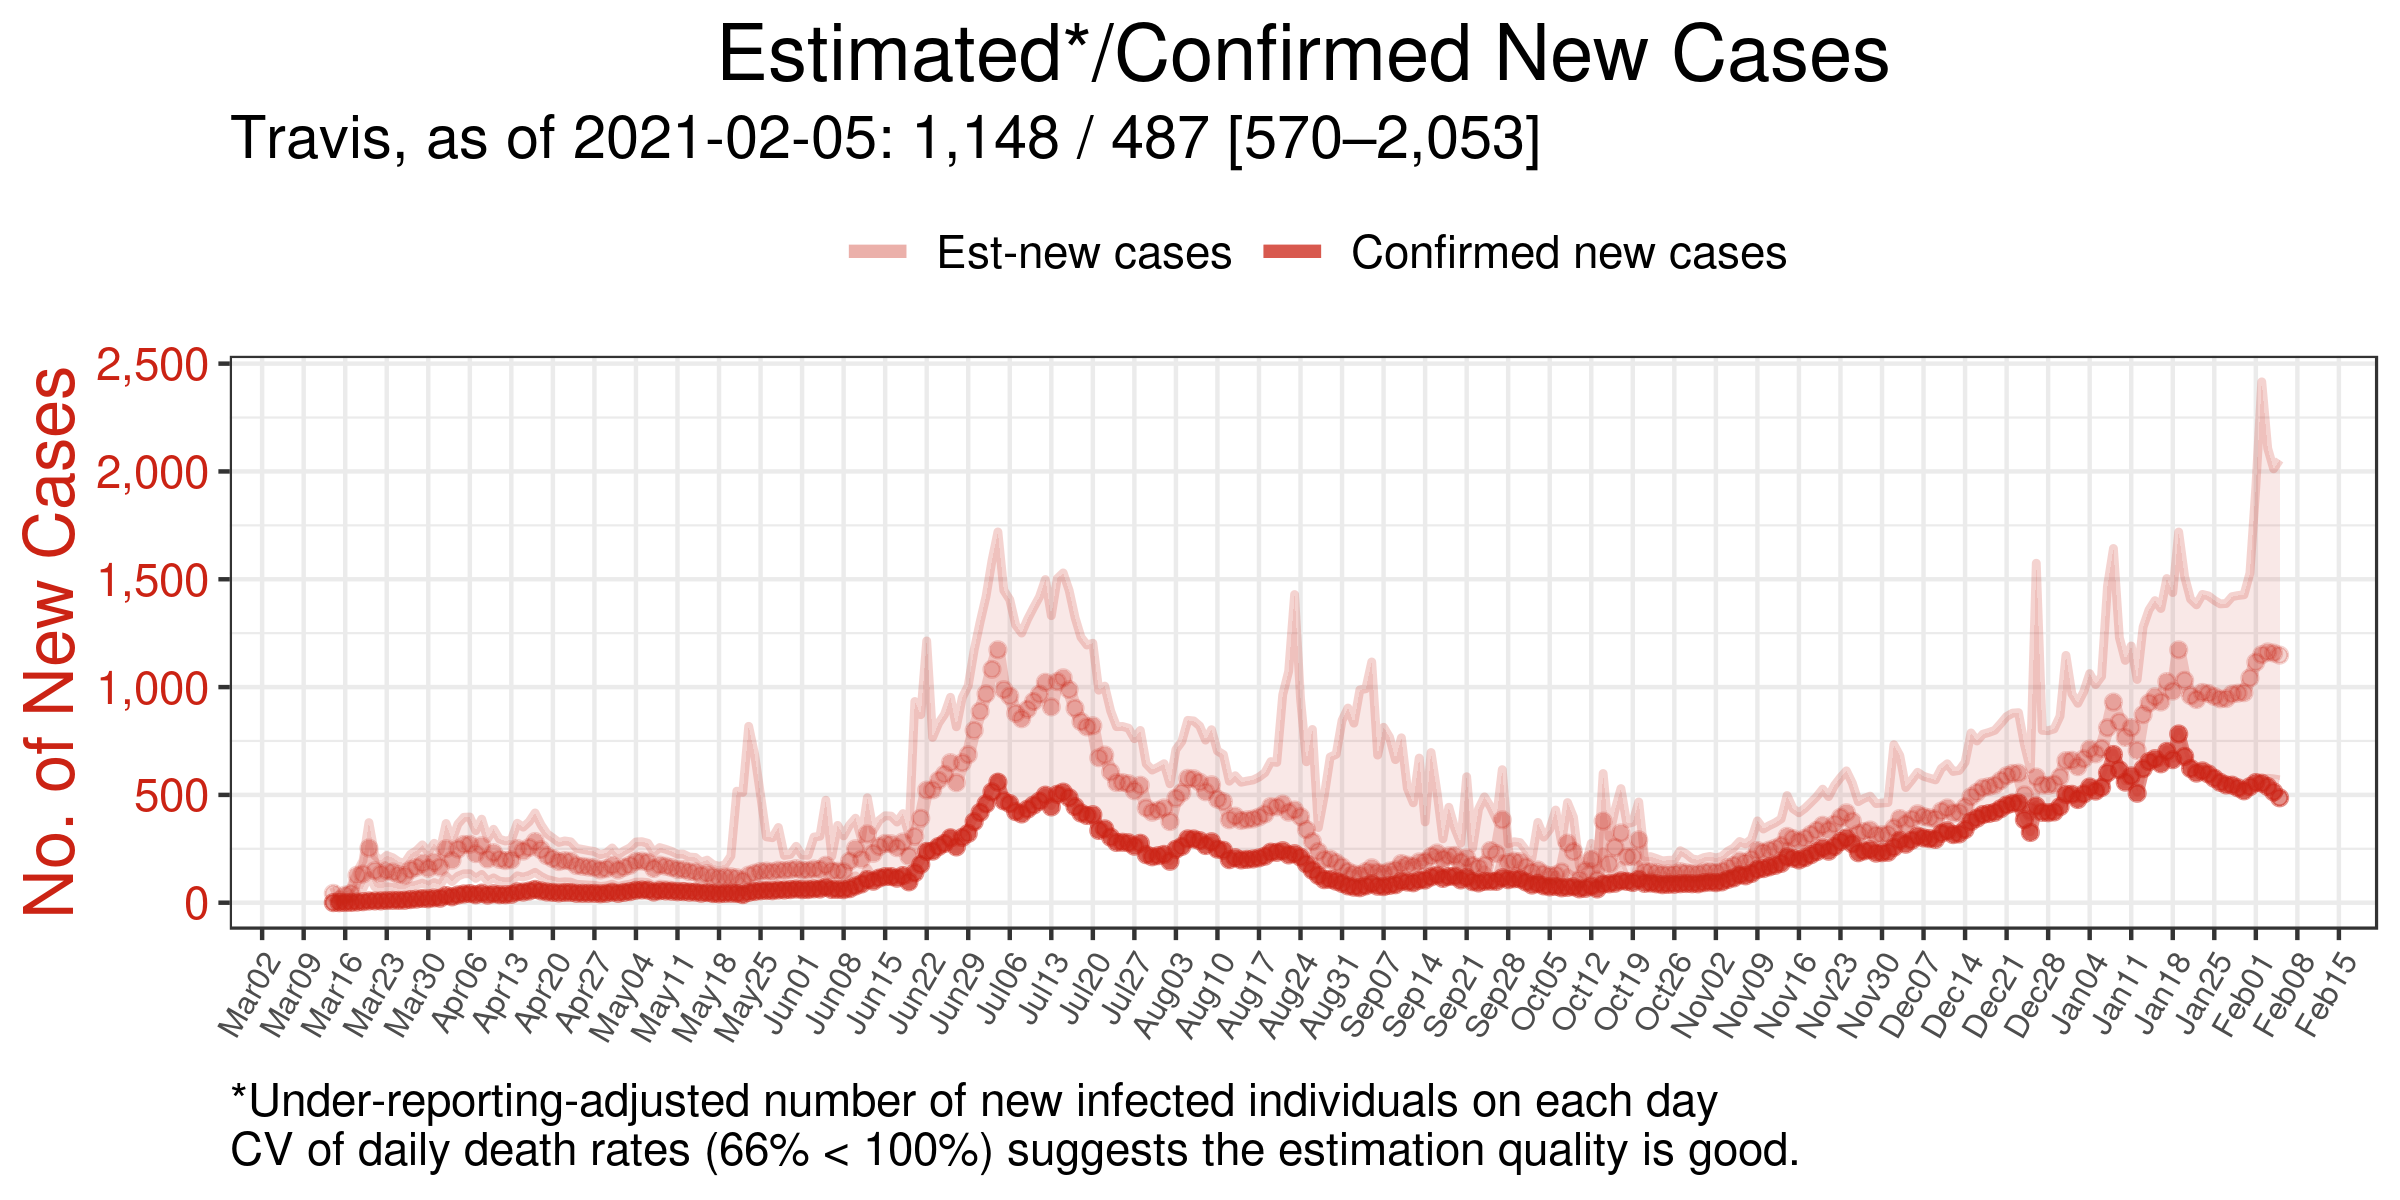 Estimated*/Confirmed New Cases
Travis, as of 2021-02-05: 1,148 / 487 [570–2,053]
Est-new cases Confirmed new cases
No. of New Cases
2,500
2,000
1,500
1,000
500
0
Mar02 Mar09 Mar16 Mar23 Mar30 Apr06 Apr13 Apr20 Apr27 May04 May11 May18 May25 Jun01 Jun08 Jun15 Jun22 Jun29 Jul06 Jul13 Jul20 Jul27 Aug03 Aug10 Aug17 Aug24 Aug31 Sep07 Sep14 Sep21 Sep28 Oct05 Oct12 Oct19 Oct26 Nov02 Nov09 Nov16 Nov23 Nov30 Dec07 Dec14 Dec21 Dec28 Jan04 Jan11 Jan18 Jan25 Feb01 Feb08 Feb15
*Under-reporting-adjusted number of new infected individuals on each day
CV of daily death rates (66% < 100%) suggests the estimation quality is good.